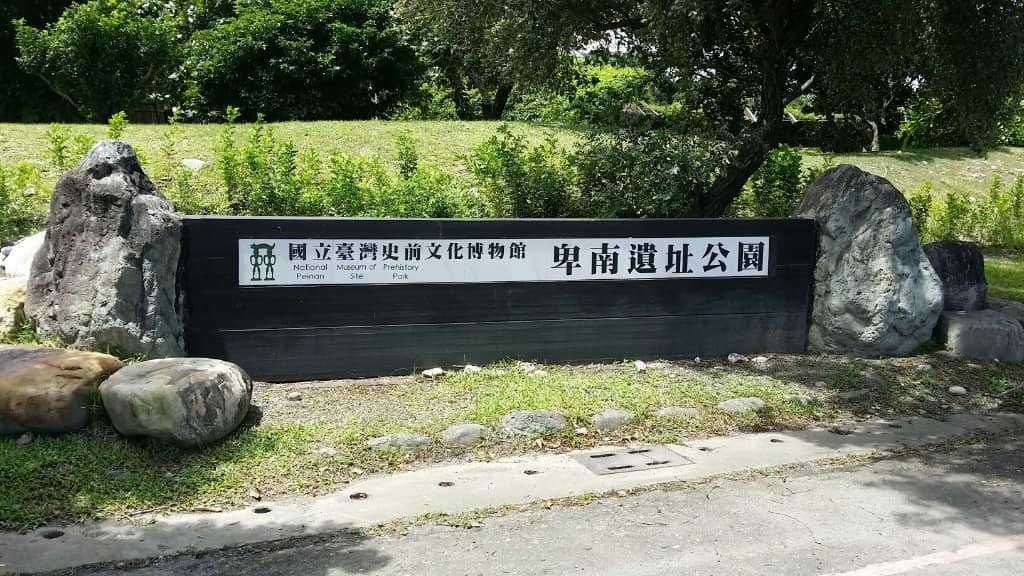 國立臺灣史前文化博物館 卑南遺址公園
National Museum of Prehistory
Peinan Site Park